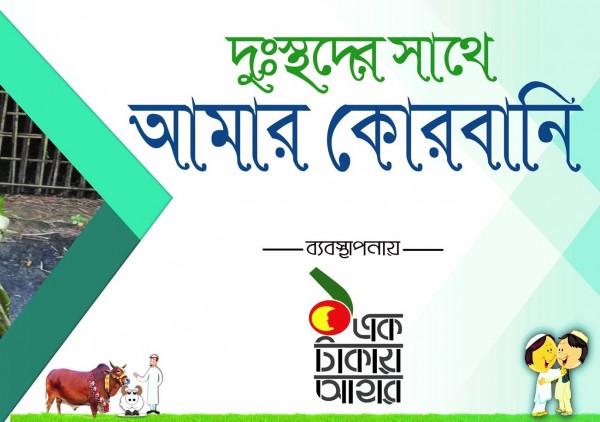 দুঃস্থদের সাথে
আমার কোরবানি
ব্যবস্থাপনায়
এক
টাকায়
আহার